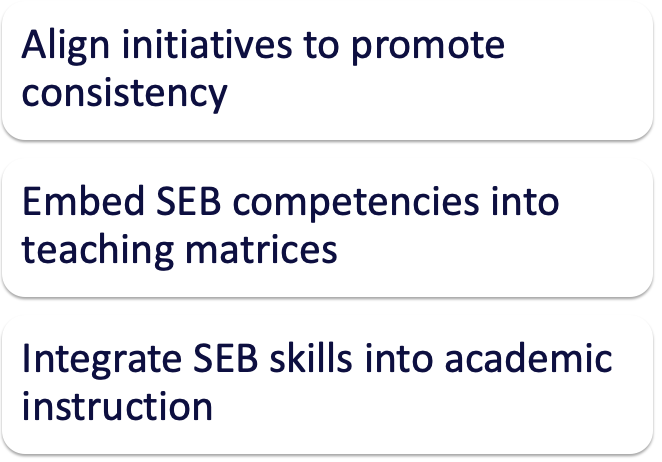 Align initiatives to promote
consistency
Embed SEB competencies into
teaching matrices
Integrate SEB skills into academic
instruction